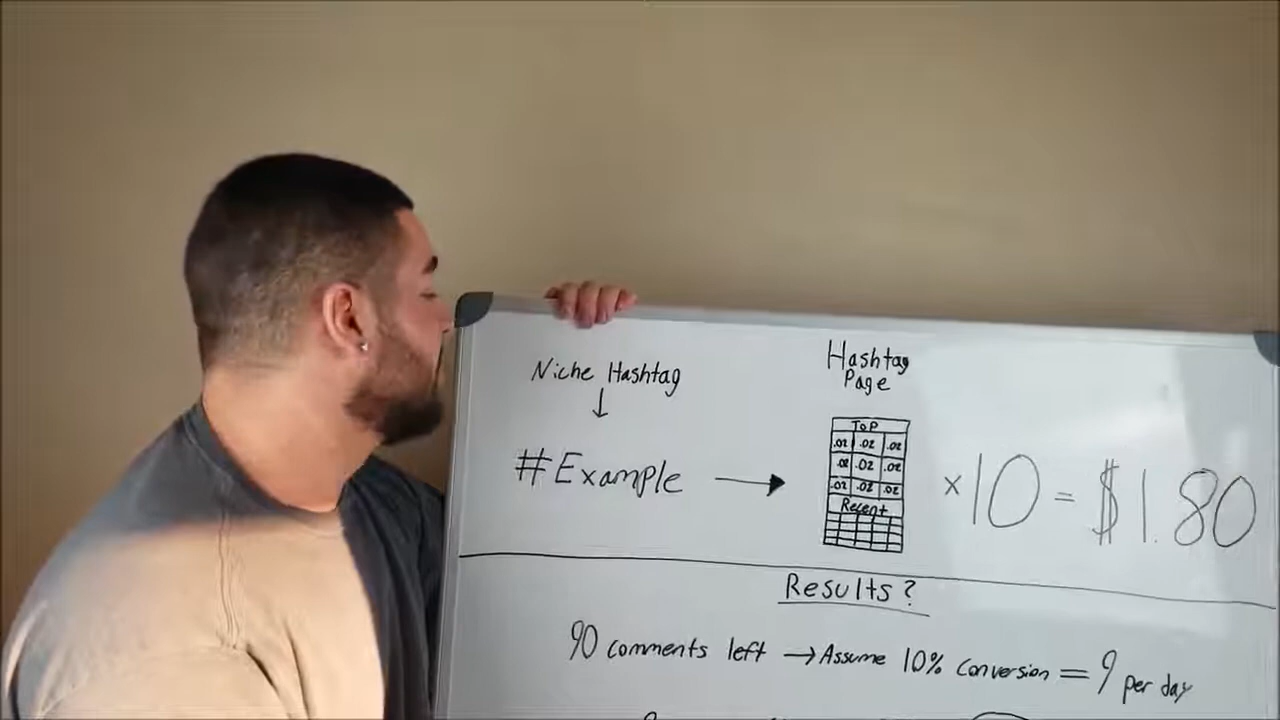 Niche Hashtag
↓
#Example →
Hashtag
Page
ToP
.02 .02 .02
.02 .02 .02
.02 .02 .02
Recent
×10 = $1.80
Results?
90 comments left → Assume 10% conversion = 9 per day